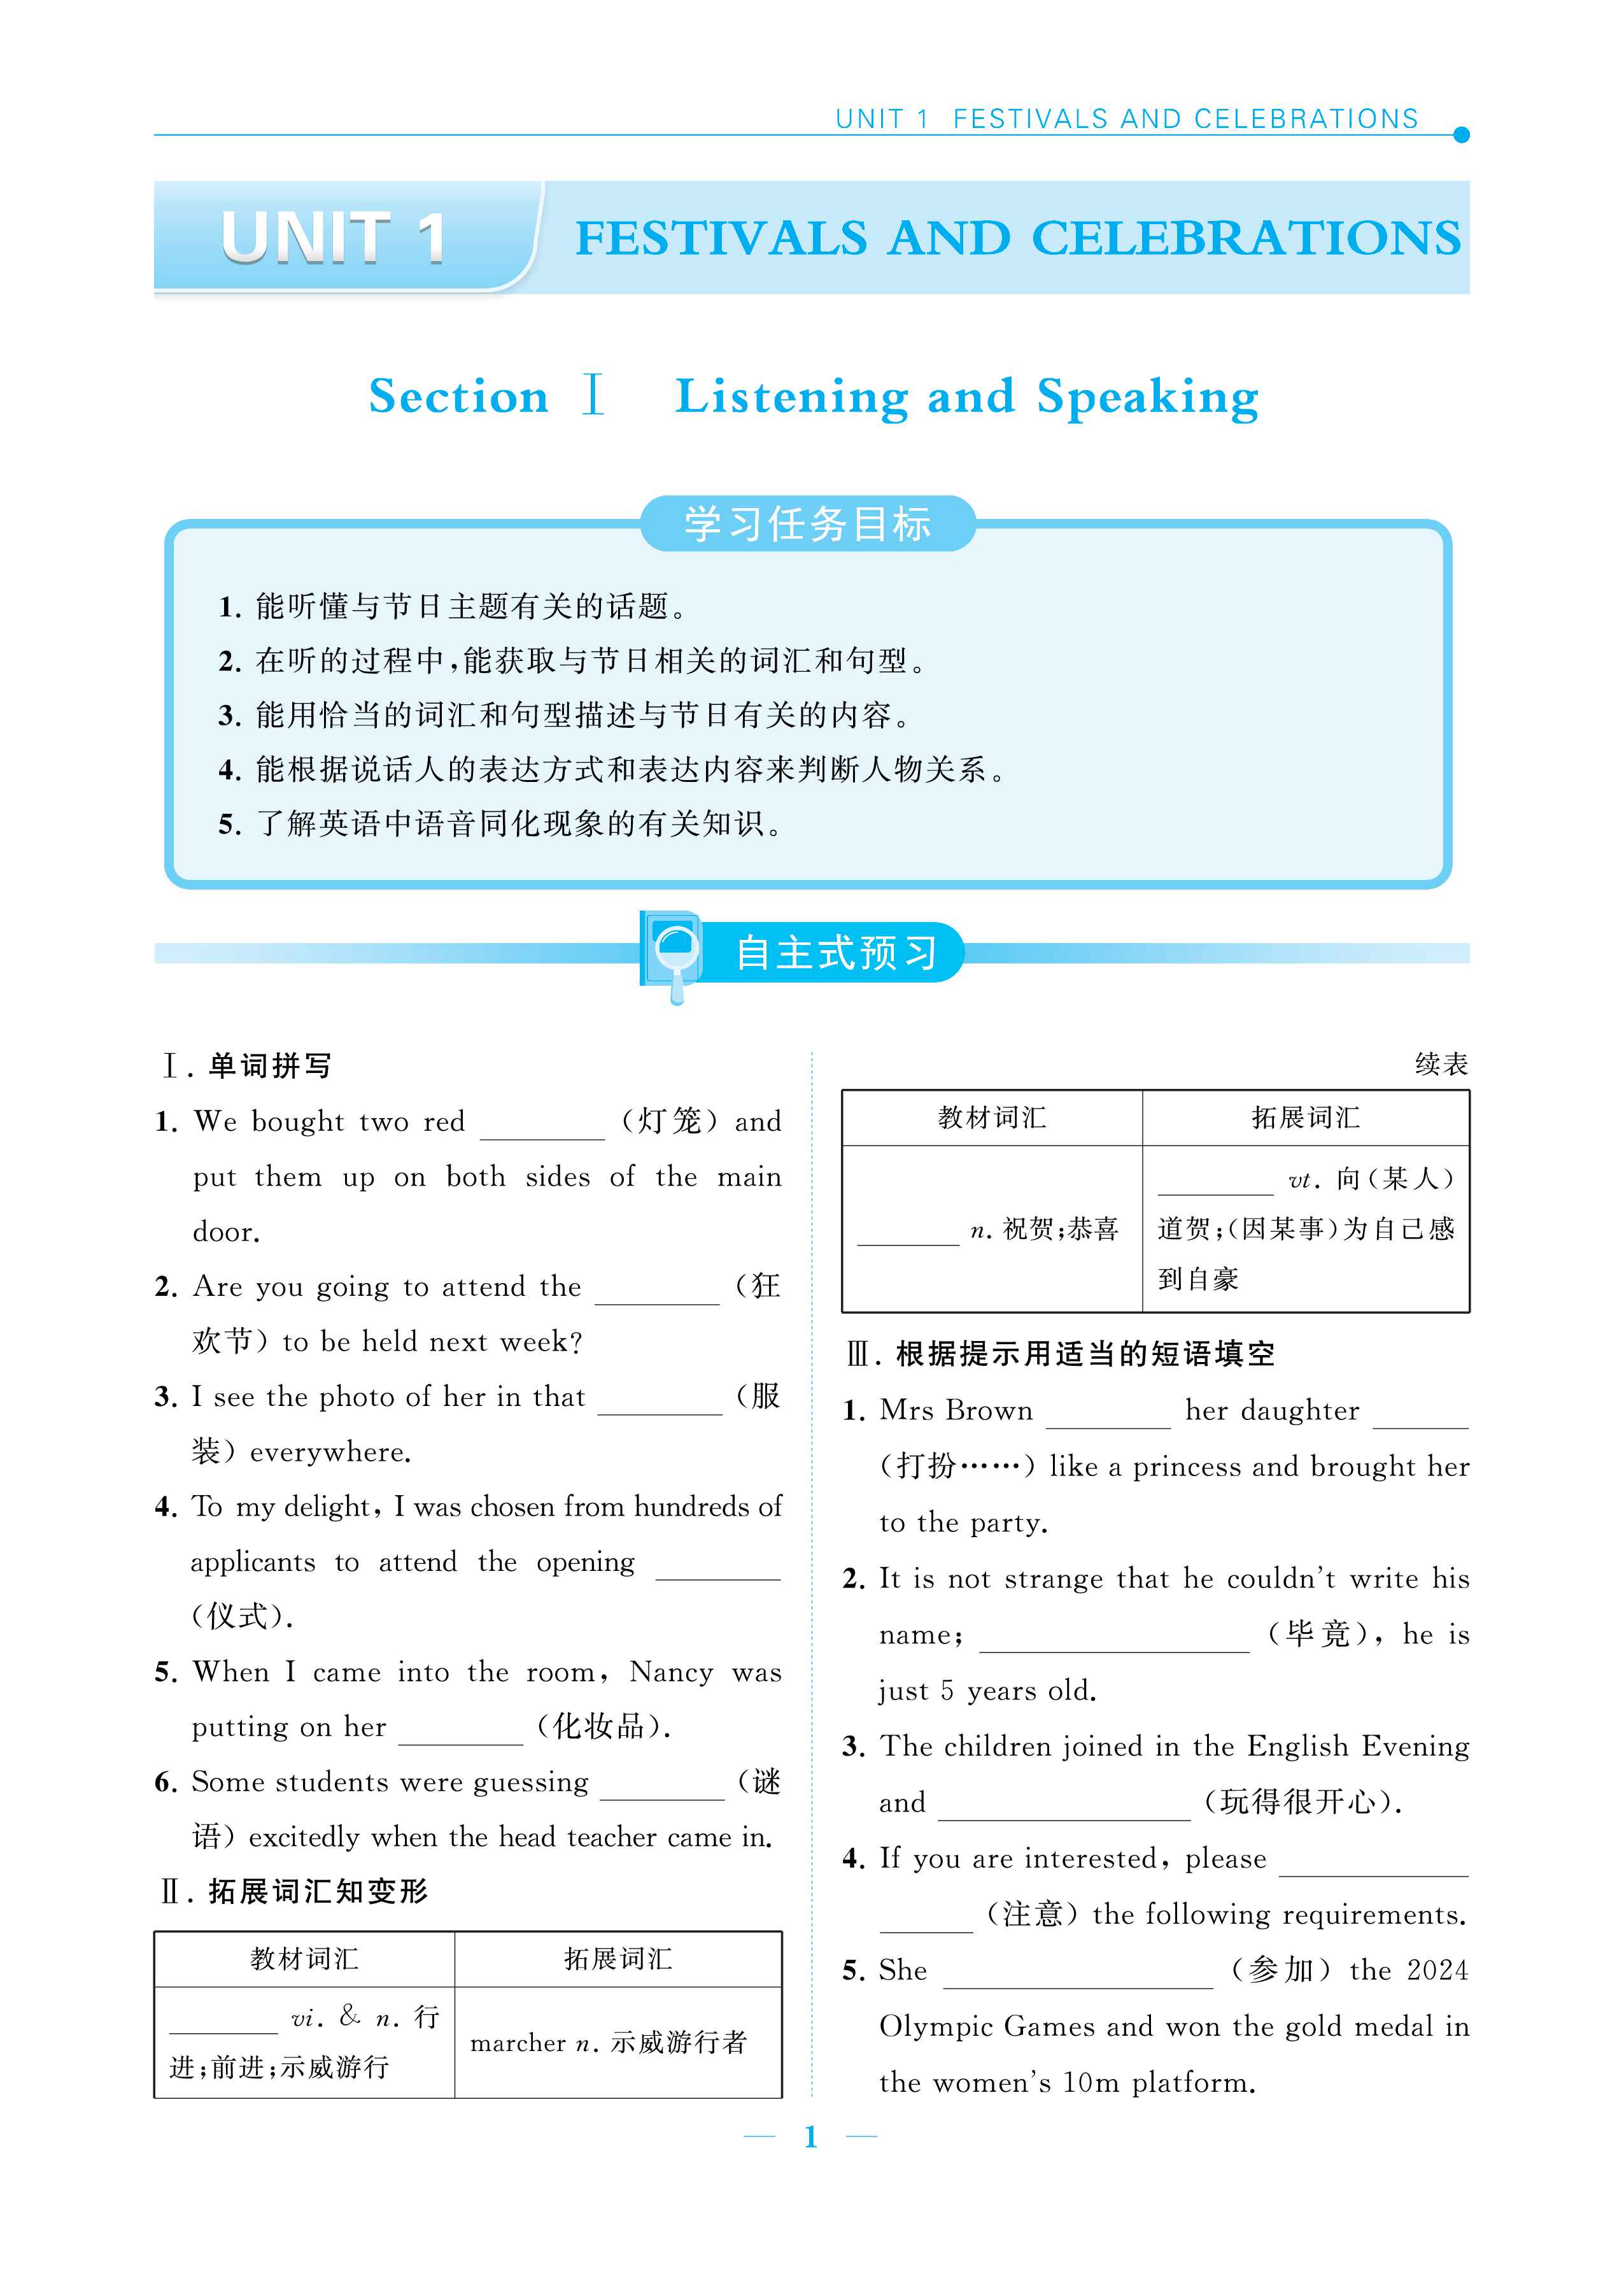 UNIT 1 FESTIVALS AND CELEBRATIONS
UNIT 1 FESTIVALS AND CELEBRATIONS
Section Ⅰ Listening and Speaking
学习任务目标
1. 能听懂与节日主题有关的话题。
2. 在听的过程中,能获取与节日相关的词汇和句型。
3. 能用恰当的词汇和句型描述与节日有关的内容。
4. 能根据说话人的表达方式和表达内容来判断人物关系。
5. 了解英语中语音同化现象的有关知识。
自主式预习
Ⅰ. 单词拼写
1. We bought two red ________ (灯笼) and
put them up on both sides of the main
door.
2. Are you going to attend the ________ (狂
欢节) to be held next week?
3. I see the photo of her in that ________ (服
装) everywhere.
4. To my delight, I was chosen from hundreds of
applicants to attend the opening ________
(仪式).
5. When I came into the room, Nancy was
putting on her ________ (化妆品).
6. Some students were guessing ________ (谜
语) excitedly when the head teacher came in.
Ⅱ. 拓展词汇知变形
教材词汇 拓展词汇
________ vi. & n. 行
进;前进;示威游行
marcher n. 示威游行者
续表
教材词汇 拓展词汇
________ n. 祝贺;恭喜
________ vt. 向(某人)
道贺;(因某事)为自己感
到自豪
Ⅲ. 根据提示用适当的短语填空
1. Mrs Brown ________ her daughter ________
(打扮……) like a princess and brought her
to the party.
2. It is not strange that he couldn't write his
name; ________________ (毕竟), he is
just 5 years old.
3. The children joined in the English Evening
and ________________ (玩得很开心).
4. If you are interested, please ____________
______ (注意) the following requirements.
5. She ________________ (参加) the 2024
Olympic Games and won the gold medal in
the women's 10m platform.
— 1 —